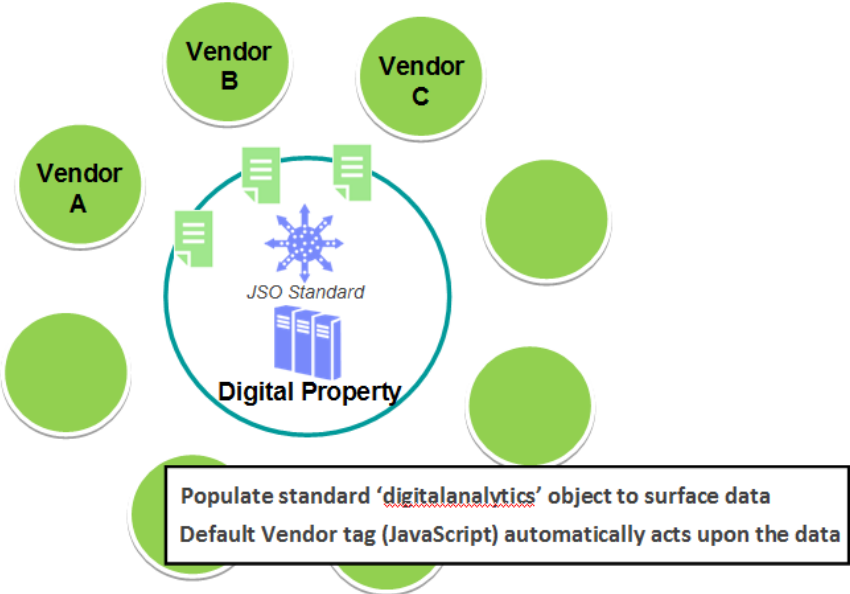 Vendor
B
Vendor
C
Vendor
A
JSO Standard
Digital Property
Populate standard ‘digitalanalytics’ object to surface data
Default Vendor tag (JavaScript) automatically acts upon the data